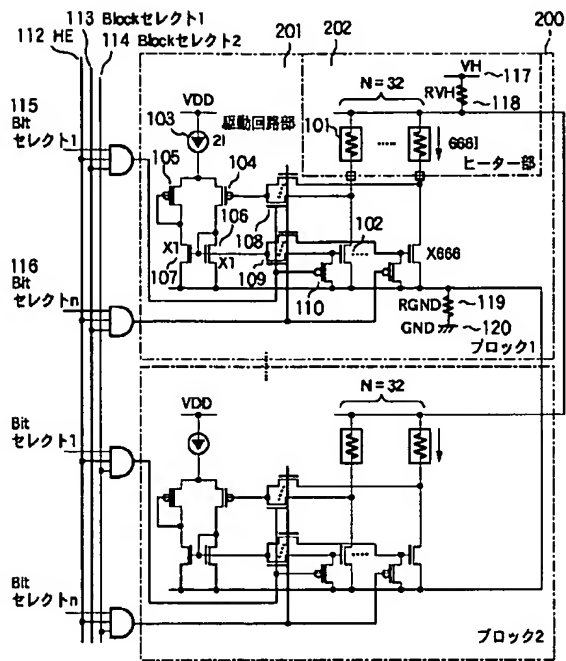 113 Blockセレクト1
112 HE
114 Blockセレクト2
201
202
200
115
Bit
セレクト1
VDD
103
2I
駆動回路部
N=32
VH
117
RVH
118
101
666I
ヒーター部
105
104
106
108
102
X1
107
X1
109
X666
110
116
Bit
セレクトn
RGND
119
GND
120
ブロック1
VDD
N=32
Bit
セレクト1
Bit
セレクトn
ブロック2